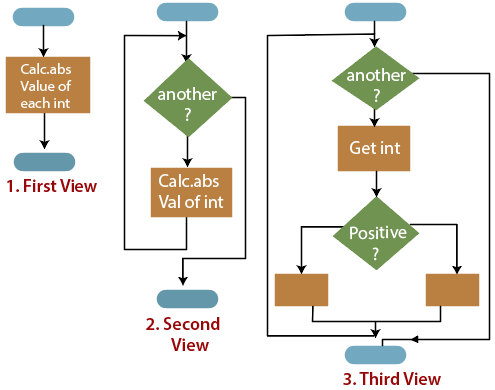 Calc.abs
Value of
each int
1. First View
another
?
Calc.abs
Val of int
2. Second
View
another
?
Get int
Positive
?
3. Third View